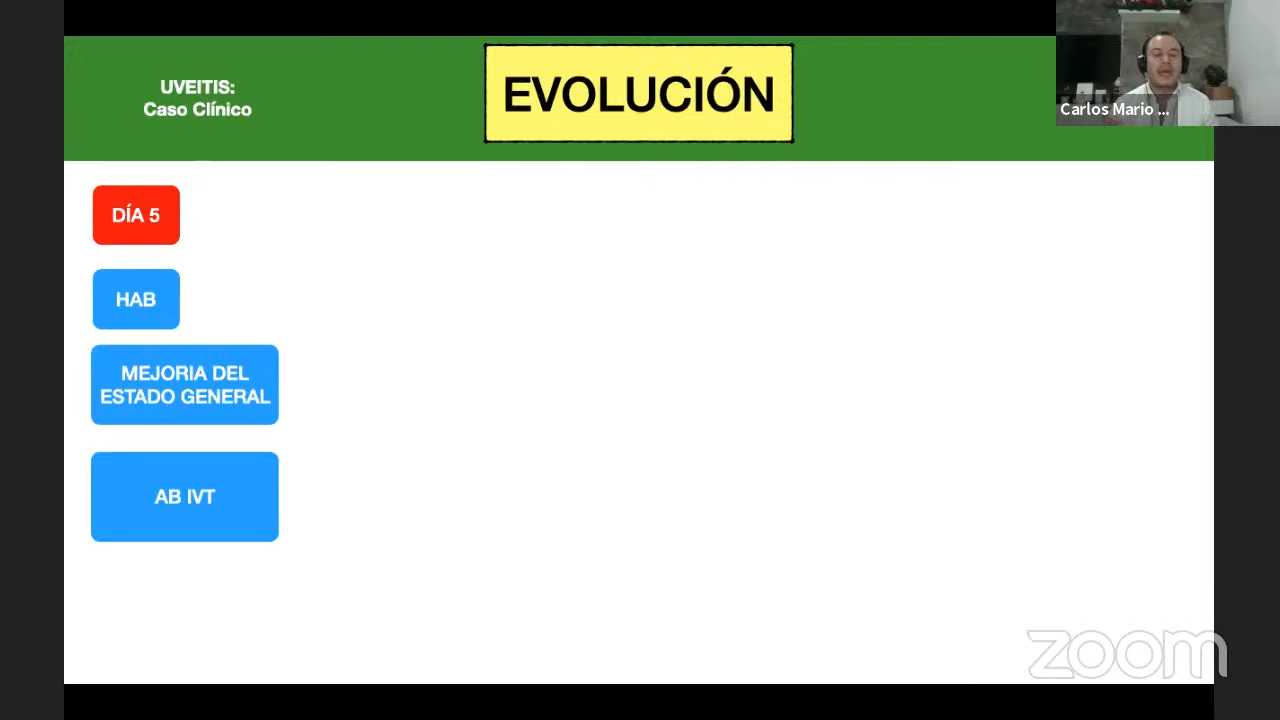 UVEITIS:
Caso Clínico
EVOLUCIÓN
Carlos Mario ...
DÍA 5
HAB
MEJORIA DEL
ESTADO GENERAL
AB IVT
zoom